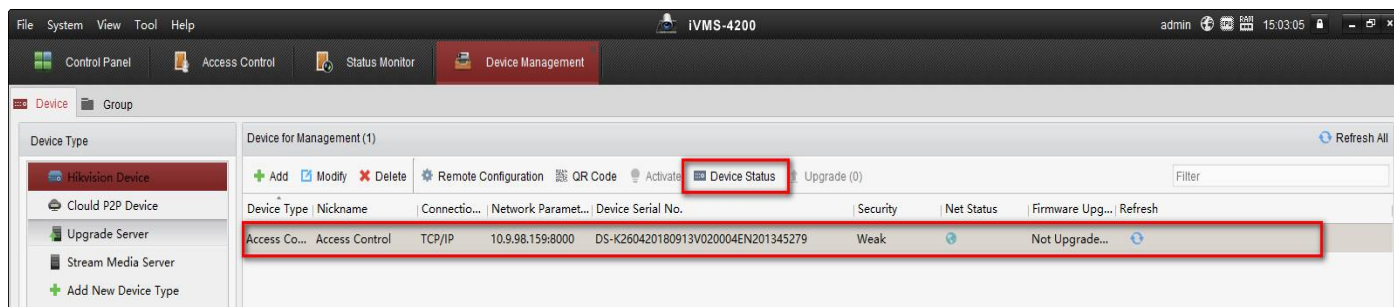 File System View Tool Help iVMS-4200 admin CPU RAM 15:03:05
Control Panel Access Control Status Monitor Device Management
Device Group
Device Type Device for Management (1) Refresh All
Hikvision Device Add Modify Delete Remote Configuration QR Code Activate Device Status Upgrade (0) Filter
Clould P2P Device Device Type Nickname Connectio... Network Paramet... Device Serial No. Security Net Status Firmware Upg... Refresh
Upgrade Server Access Co... Access Control TCP/IP 10.9.98.159:8000 DS-K260420180913V020004EN201345279 Weak Not Upgrade...
Stream Media Server
Add New Device Type